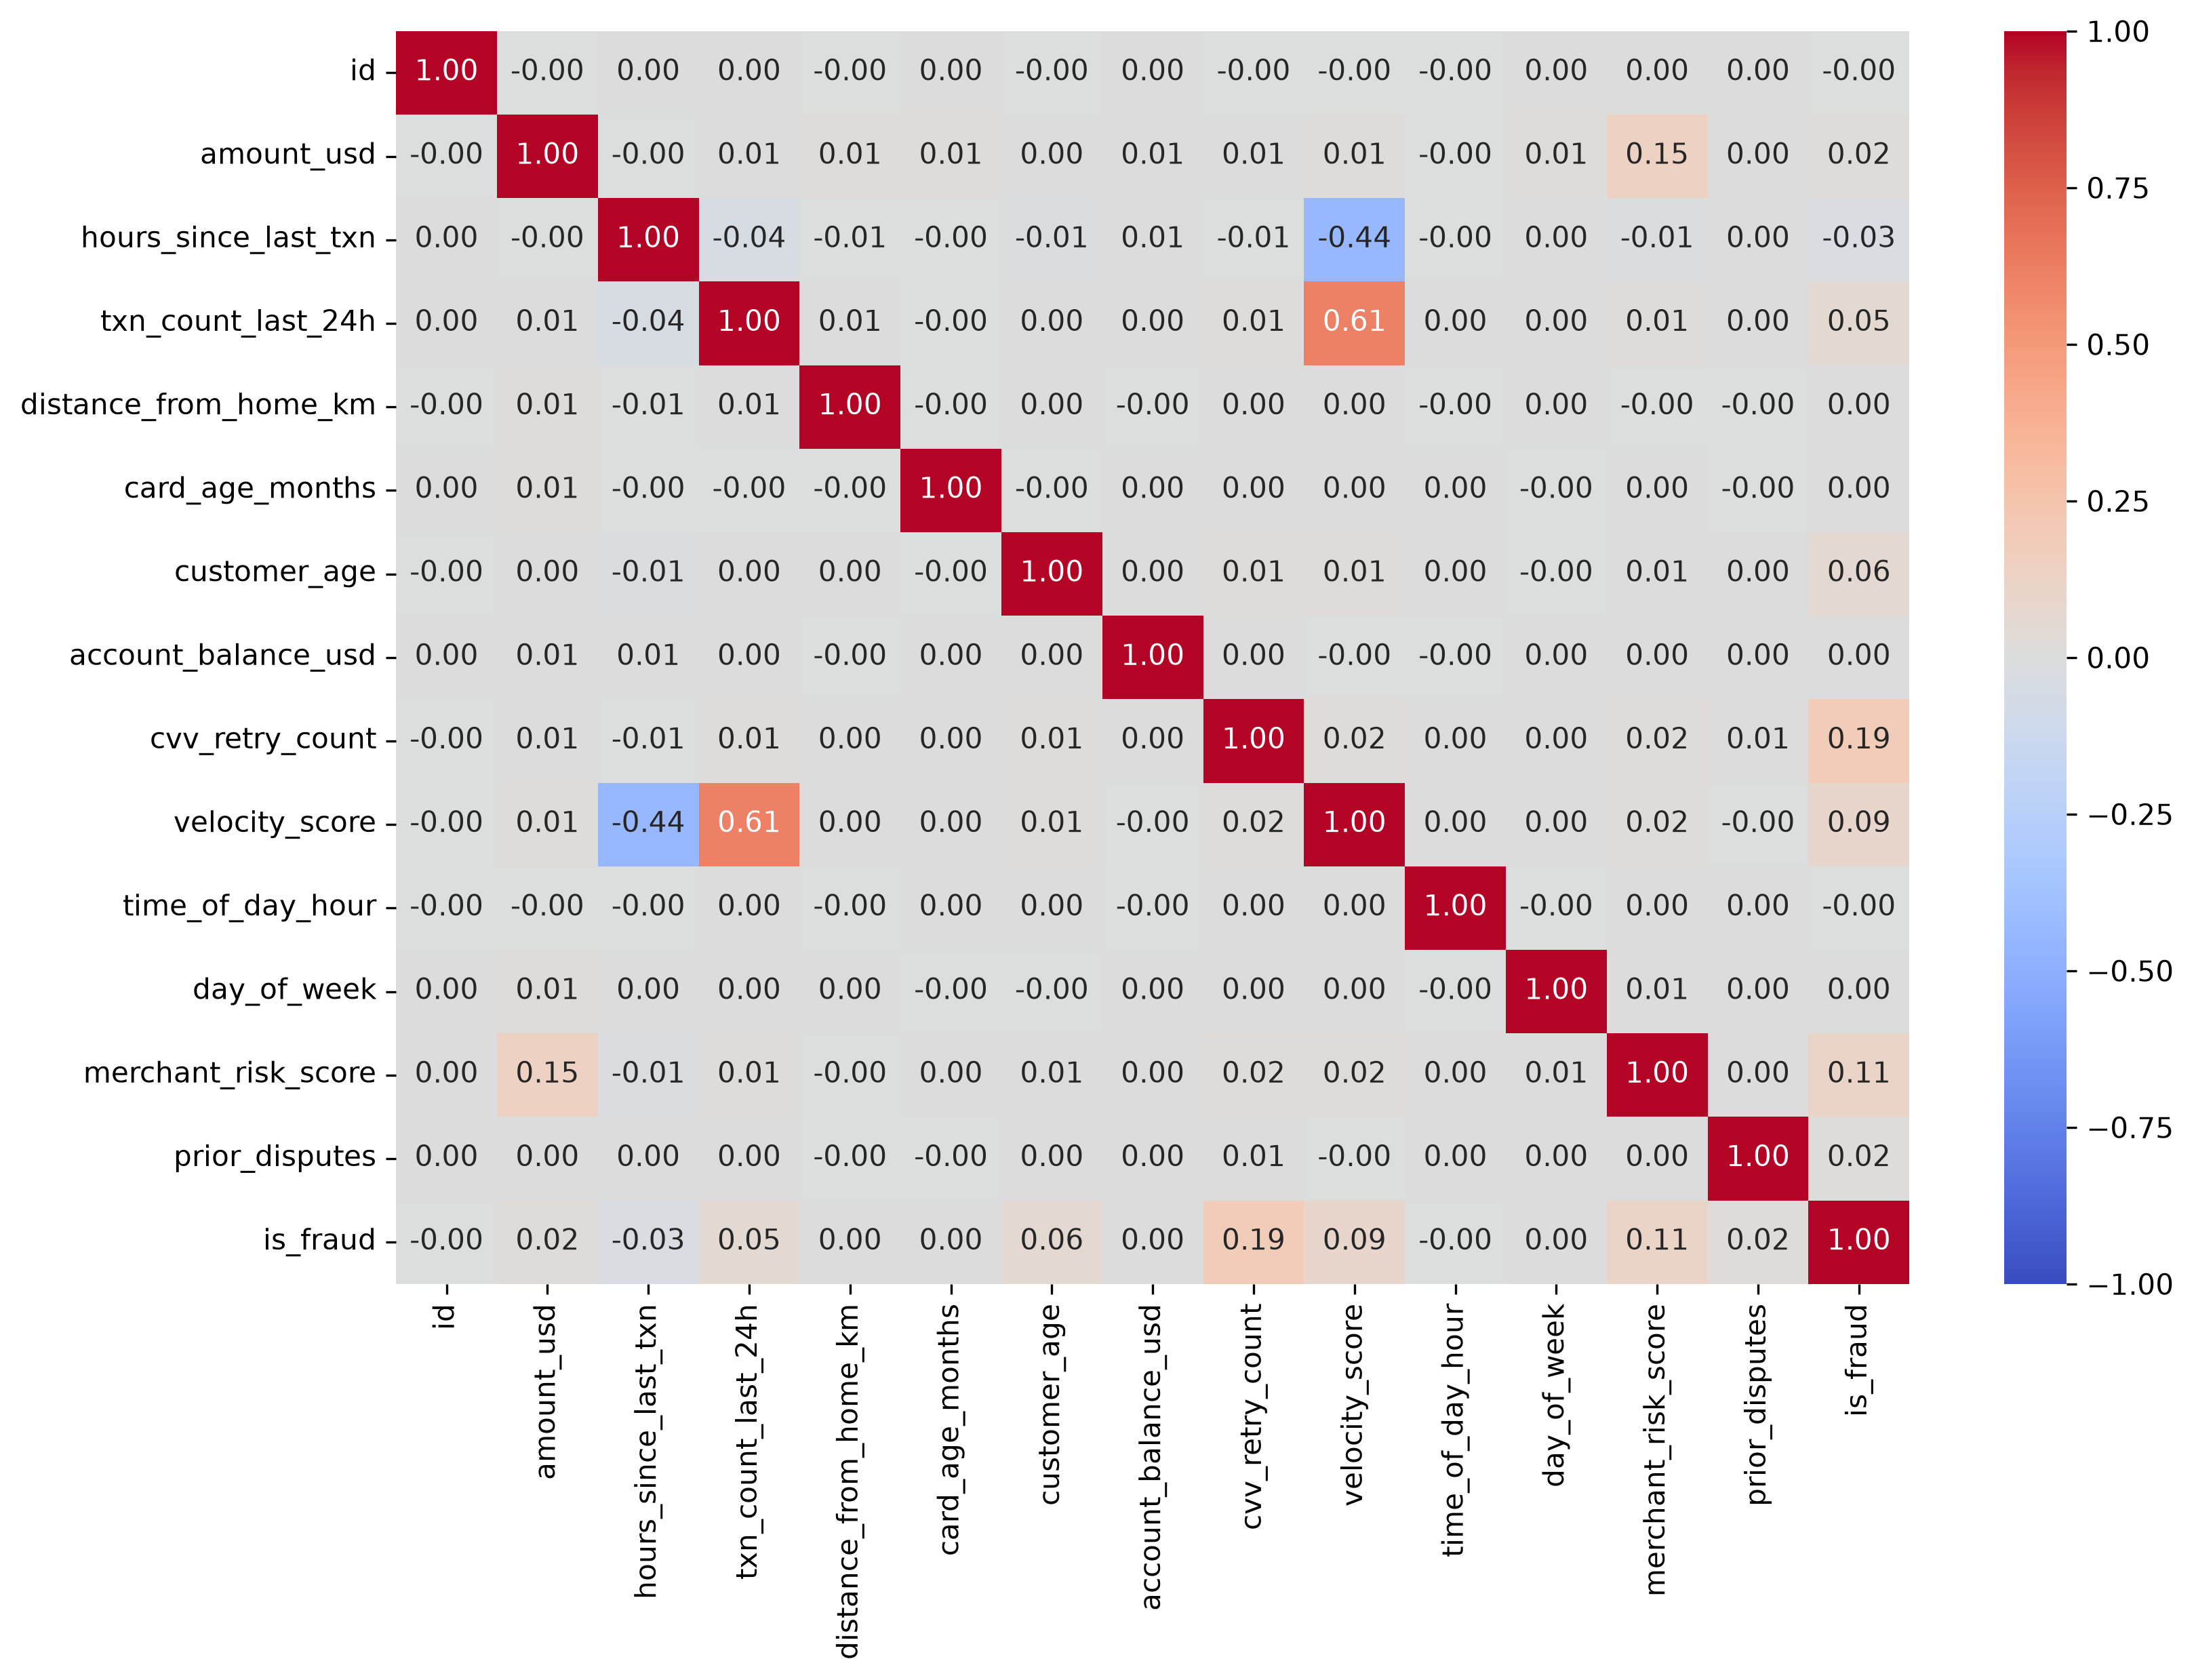 id 1.00 -0.00 0.00 0.00 -0.00 0.00 -0.00 0.00 -0.00 -0.00 -0.00 0.00 0.00 0.00 -0.00
amount_usd -0.00 1.00 -0.00 0.01 0.01 0.01 0.00 0.01 0.01 0.01 -0.00 0.01 0.15 0.00 0.02
hours_since_last_txn 0.00 -0.00 1.00 -0.04 -0.01 -0.00 -0.01 0.01 -0.01 -0.44 -0.00 0.00 -0.01 0.00 -0.03
txn_count_last_24h 0.00 0.01 -0.04 1.00 0.01 -0.00 0.00 0.00 0.01 0.61 0.00 0.00 0.01 0.00 0.05
distance_from_home_km -0.00 0.01 -0.01 0.01 1.00 -0.00 0.00 -0.00 0.00 0.00 -0.00 0.00 -0.00 -0.00 0.00
card_age_months 0.00 0.01 -0.00 -0.00 -0.00 1.00 -0.00 0.00 0.00 0.00 0.00 -0.00 0.00 -0.00 0.00
customer_age -0.00 0.00 -0.01 0.00 0.00 -0.00 1.00 0.00 0.01 0.01 0.00 -0.00 0.01 0.00 0.06
account_balance_usd 0.00 0.01 0.01 0.00 -0.00 0.00 0.00 1.00 0.00 -0.00 -0.00 0.00 0.00 0.00 0.00
cvv_retry_count -0.00 0.01 -0.01 0.01 0.00 0.00 0.01 0.00 1.00 0.02 0.00 0.00 0.02 0.01 0.19
velocity_score -0.00 0.01 -0.44 0.61 0.00 0.00 0.01 -0.00 0.02 1.00 0.00 0.00 0.02 -0.00 0.09
time_of_day_hour -0.00 -0.00 -0.00 0.00 -0.00 0.00 0.00 -0.00 0.00 0.00 1.00 -0.00 0.00 0.00 -0.00
day_of_week 0.00 0.01 0.00 0.00 0.00 -0.00 -0.00 0.00 0.00 0.00 -0.00 1.00 0.01 0.00 0.00
merchant_risk_score 0.00 0.15 -0.01 0.01 -0.00 0.00 0.01 0.00 0.02 0.02 0.00 0.01 1.00 0.00 0.11
prior_disputes 0.00 0.00 0.00 0.00 -0.00 -0.00 0.00 0.00 0.01 -0.00 0.00 0.00 0.00 1.00 0.02
is_fraud -0.00 0.02 -0.03 0.05 0.00 0.00 0.06 0.00 0.19 0.09 -0.00 0.00 0.11 0.02 1.00
id
amount_usd
hours_since_last_txn
txn_count_last_24h
distance_from_home_km
card_age_months
customer_age
account_balance_usd
cvv_retry_count
velocity_score
time_of_day_hour
day_of_week
merchant_risk_score
prior_disputes
is_fraud
1.00
0.75
0.50
0.25
0.00
−0.25
−0.50
−0.75
−1.00